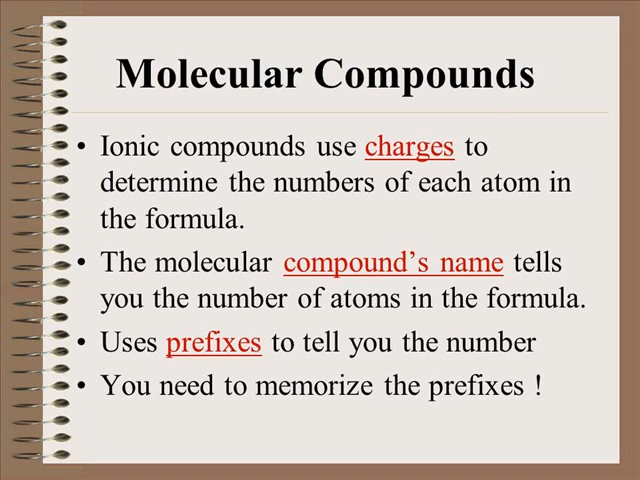 Molecular Compounds
• Ionic compounds use charges to
determine the numbers of each atom in
the formula.
• The molecular compound’s name tells
you the number of atoms in the formula.
• Uses prefixes to tell you the number
• You need to memorize the prefixes !